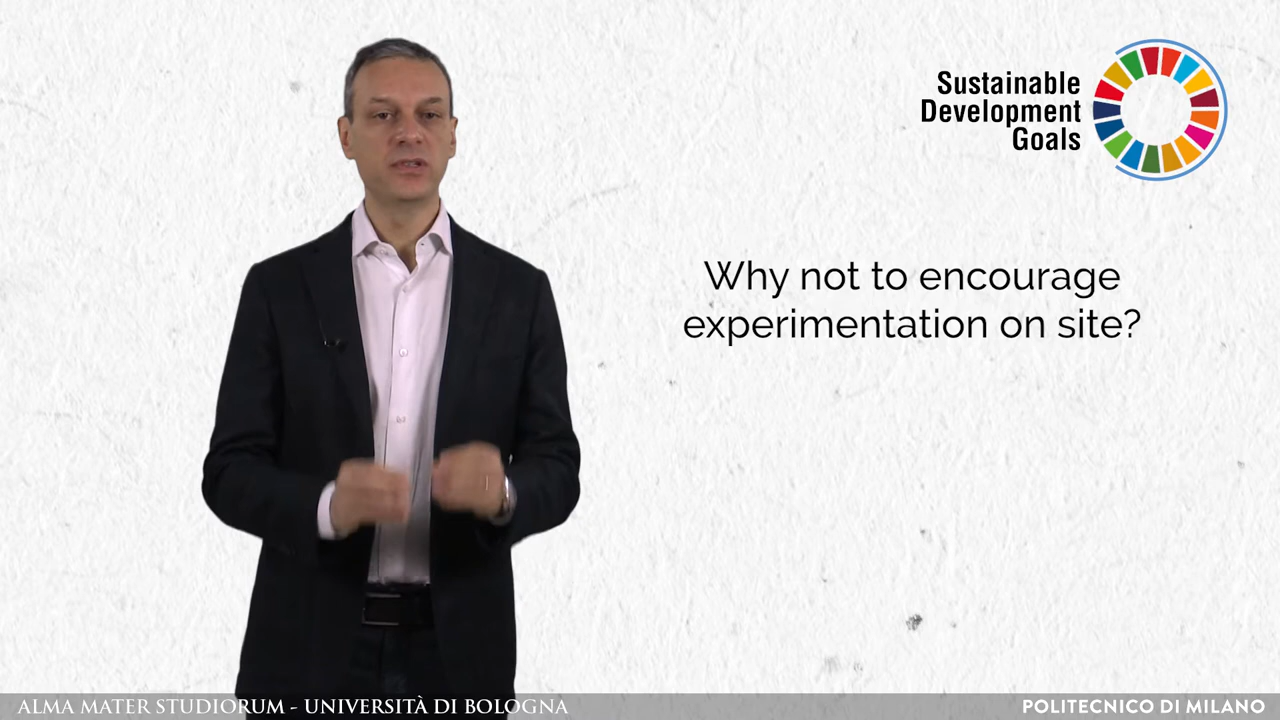 Sustainable
Development
Goals
Why not to encourage
experimentation on site?
ALMA MATER STUDIORUM - UNIVERSITÀ DI BOLOGNA
POLITECNICO DI MILANO